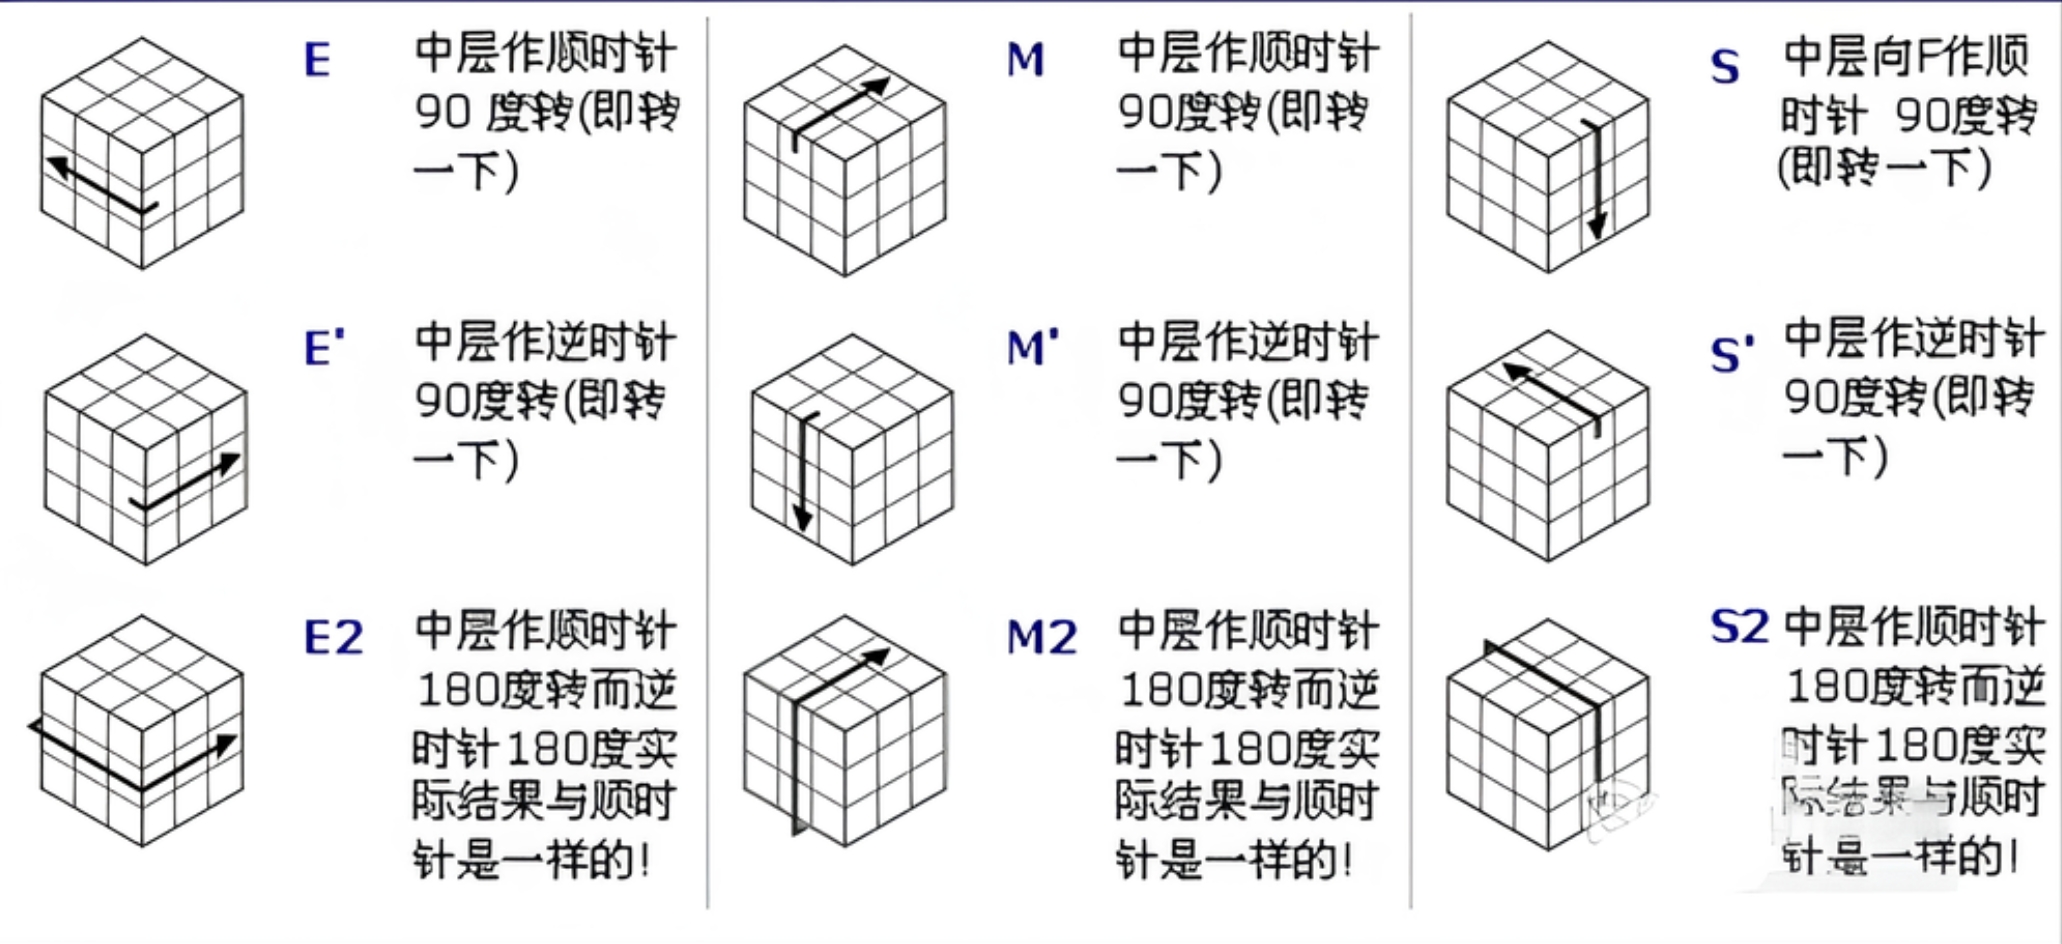 E
中层作顺时针
90 度转(即转
一下)
M
中层作顺时针
90度转(即转
一下)
S
中层向F作顺
时针 90度转
(即转一下)
E'
中层作逆时针
90度转(即转
一下)
M'
中层作逆时针
90度转(即转
一下)
S'
中层作逆时针
90度转(即转
一下)
E2
中层作顺时针
180度转而逆
时针180度实
际结果与顺时
针是一样的!
M2
中层作顺时针
180度转而逆
时针180度实
际结果与顺时
针是一样的!
S2
中层作顺时针
180度转而逆
时针180度实
际结果与顺时
针是一样的!